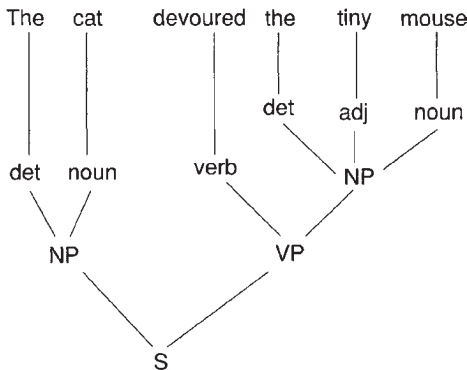 The cat devoured the tiny mouse
det adj noun
det noun verb NP
NP VP
S